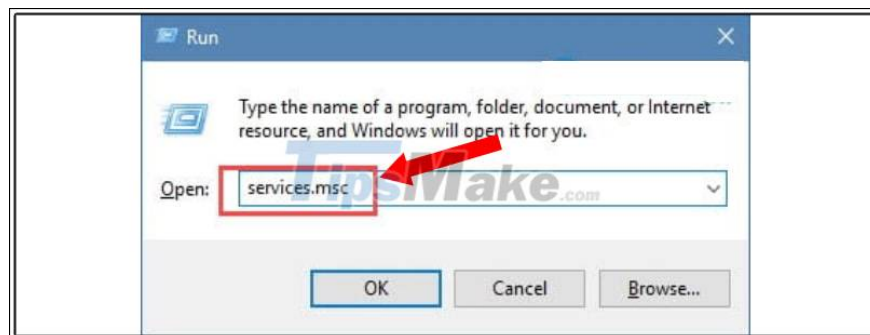 Run
Type the name of a program, folder, document, or Internet
resource, and Windows will open it for you.
Open: services.msc
TipsMake.com
OK Cancel Browse...